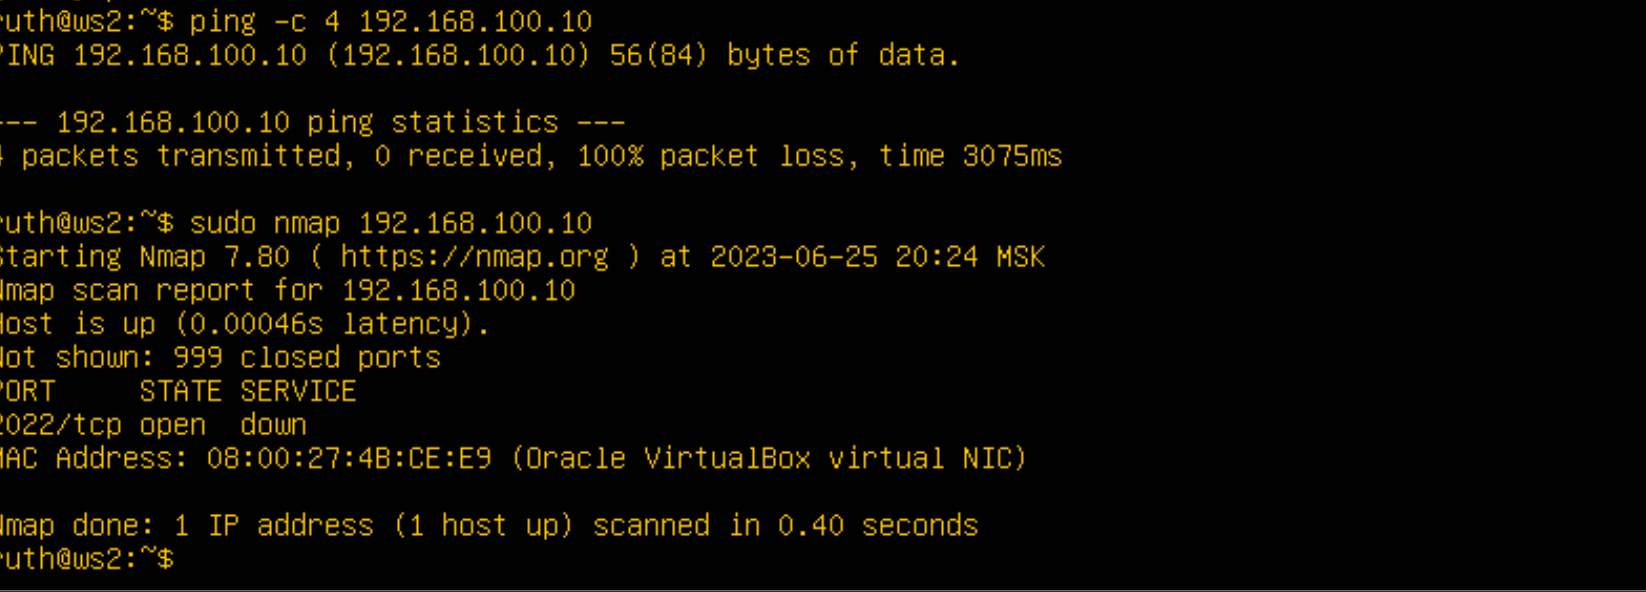 ruth@ws2:~$ ping -c 4 192.168.100.10
PING 192.168.100.10 (192.168.100.10) 56(84) bytes of data.
--- 192.168.100.10 ping statistics ---
4 packets transmitted, 0 received, 100% packet loss, time 3075ms
ruth@ws2:~$ sudo nmap 192.168.100.10
Starting Nmap 7.80 ( https://nmap.org ) at 2023-06-25 20:24 MSK
Nmap scan report for 192.168.100.10
Host is up (0.00046s latency).
Not shown: 999 closed ports
PORT     STATE SERVICE
2022/tcp open  down
MAC Address: 08:00:27:4B:CE:E9 (Oracle VirtualBox virtual NIC)
Nmap done: 1 IP address (1 host up) scanned in 0.40 seconds
ruth@ws2:~$